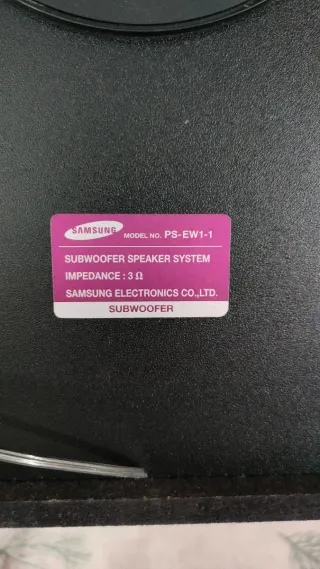 SAMSUNG MODEL NO. PS-EW1-1
SUBWOOFER SPEAKER SYSTEM
IMPEDANCE : 3 Ω
SAMSUNG ELECTRONICS CO.,LTD.
SUBWOOFER